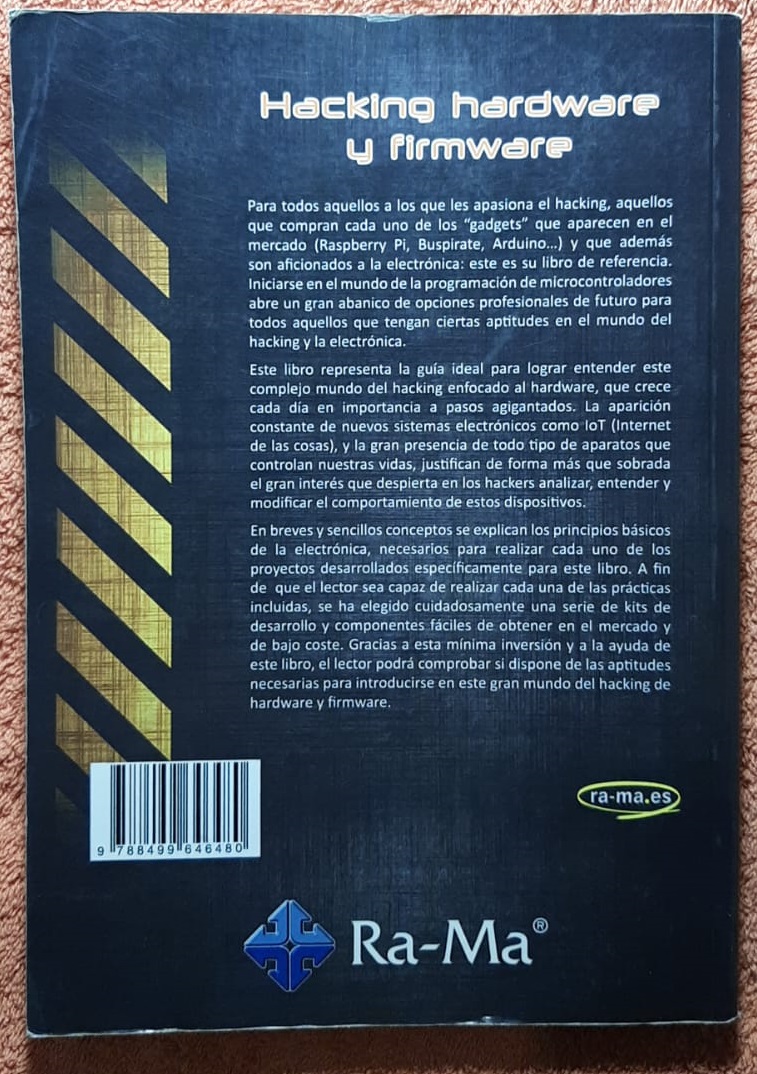 Hacking hardware
y firmware
Para todos aquellos a los que les apasiona el hacking, aquellos
que compran cada uno de los “gadgets” que aparecen en el
mercado (Raspberry Pi, Buspirate, Arduino...) y que además
son aficionados a la electrónica: este es su libro de referencia.
Iniciarse en el mundo de la programación de microcontroladores
abre un gran abanico de opciones profesionales de futuro para
todos aquellos que tengan ciertas aptitudes en el mundo del
hacking y la electrónica.
Este libro representa la guía ideal para lograr entender este
complejo mundo del hacking enfocado al hardware, que crece
cada día en importancia a pasos agigantados. La aparición
constante de nuevos sistemas electrónicos como IoT (Internet
de las cosas), y la gran presencia de todo tipo de aparatos que
controlan nuestras vidas, justifican de forma más que sobrada
el gran interés que despierta en los hackers analizar, entender y
modificar el comportamiento de estos dispositivos.
En breves y sencillos conceptos se explican los principios básicos
de la electrónica, necesarios para realizar cada uno de los
proyectos desarrollados específicamente para este libro. A fin
de que el lector sea capaz de realizar cada una de las prácticas
incluidas, se ha elegido cuidadosamente una serie de kits de
desarrollo y componentes fáciles de obtener en el mercado y
de bajo coste. Gracias a esta mínima inversión y a la ayuda de
este libro, el lector podrá comprobar si dispone de las aptitudes
necesarias para introducirse en este gran mundo del hacking de
hardware y firmware.
ra-ma.es
9 788499 646480
Ra-Ma®